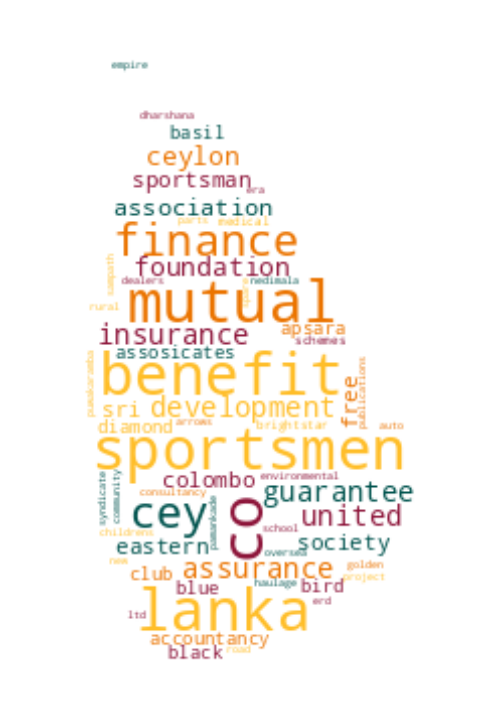 empire
dharshana
basil
ceylon
sportsman
era
association
parts medical
finance
foundation
sampath
dealers
spare
nedimala
mutual
rural
apsara
insurance
schemes
assosicates
benefit
pamakaramba
free
publications
sri development
diamond arrows brightstar auto
sportsmen
colombo environmental
syndicate
community
consultancy
guarantee
cey
co
pamankade
united
school
childrens
eastern
society
oversea
new
assurance
golden
club
project
haulage
blue
bird
lanka
erd
ltd
accountancy
black road